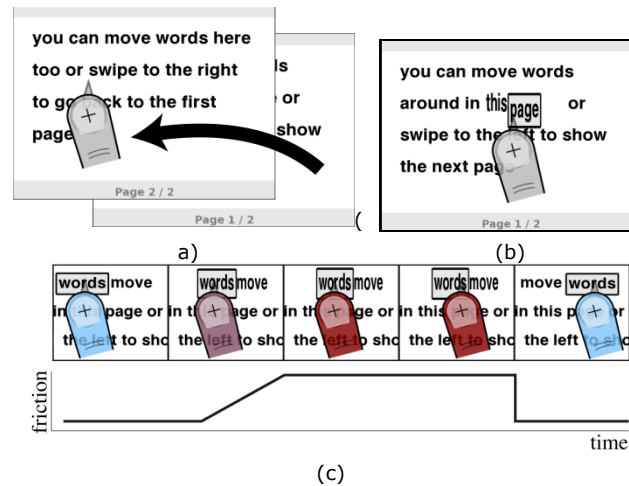 you can move words here
too or swipe to the right
to go back to the first
page
ls
e or
show
Page 2 / 2
Page 1 / 2
(
a)
you can move words
around in this page or
swipe to the left to show
the next page
Page 1 / 2
(b)
words move
in this page or
the left to sho
words move
in this page or
the left to sho
words move
in this page or
the left to sho
words move
in this page or
the left to sho
move words
in this page or
the left to sho
friction
time
(c)